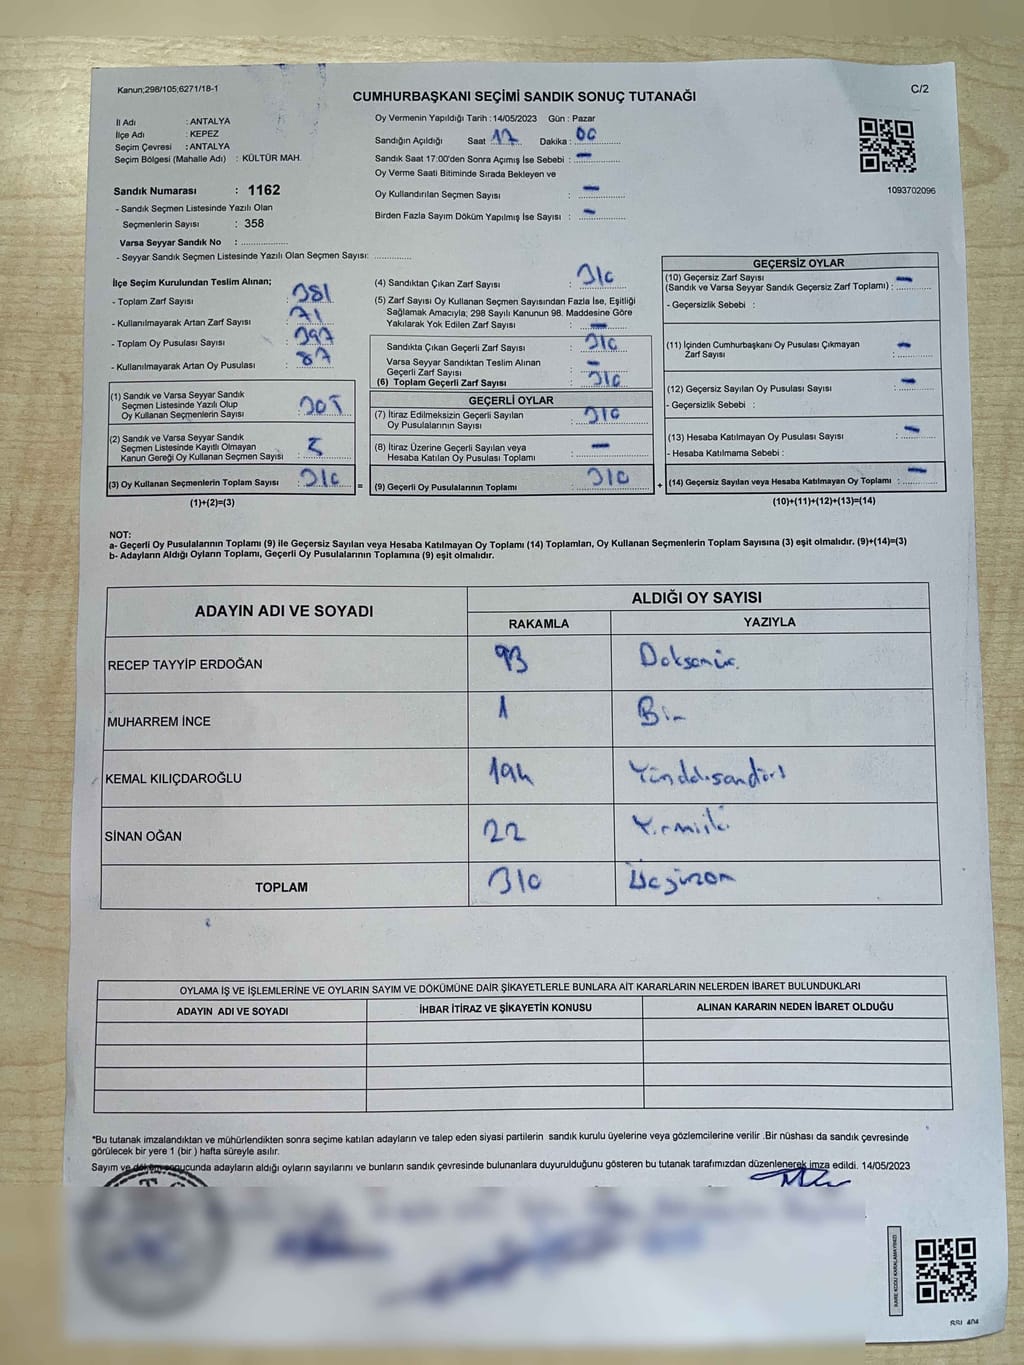 Kanun;298/105;6271/18-1
C/2
CUMHURBAŞKANI SEÇİMİ SANDIK SONUÇ TUTANAĞI
İl Adı : ANTALYA
İlçe Adı : KEPEZ
Seçim Çevresi : ANTALYA
Seçim Bölgesi (Mahalle Adı) : KÜLTÜR MAH.
Sandık Numarası : 1162
- Sandık Seçmen Listesinde Yazılı Olan
Seçmenlerin Sayısı : 358
Varsa Seyyar Sandık No :
- Seyyar Sandık Seçmen Listesinde Yazılı Olan Seçmen Sayısı:
Oy Vermenin Yapıldığı Tarih : 14/05/2023 Gün : Pazar
Sandığın Açıldığı Saat 17 Dakika : 00
Sandık Saat 17:00'den Sonra Açımış İse Sebebi : -
Oy Verme Saati Bitiminde Sırada Bekleyen ve
Oy Kullandırılan Seçmen Sayısı : -
Birden Fazla Sayım Döküm Yapılmış İse Sayısı : -
1093702096
İlçe Seçim Kurulundan Teslim Alınan;
- Toplam Zarf Sayısı : 381
- Kullanılmayarak Artan Zarf Sayısı : 71
- Toplam Oy Pusulası Sayısı : 397
- Kullanılmayarak Artan Oy Pusulası : 87
(1) Sandık ve Varsa Seyyar Sandık
Seçmen Listesinde Yazılı Olup
Oy Kullanan Seçmenlerin Sayısı : 305
(2) Sandık ve Varsa Seyyar Sandık
Seçmen Listesinde Kayıtlı Olmayan
Kanun Gereği Oy Kullanan Seçmen Sayısı : 5
(3) Oy Kullanan Seçmenlerin Toplam Sayısı : 310 =
(1)+(2)=(3)
(4) Sandıktan Çıkan Zarf Sayısı : 310
(5) Zarf Sayısı Oy Kullanan Seçmen Sayısından Fazla İse, Eşitliği
Sağlamak Amacıyla; 298 Sayılı Kanunun 98. Maddesine Göre
Yakılarak Yok Edilen Zarf Sayısı : -
Sandıkta Çıkan Geçerli Zarf Sayısı : 310
Varsa Seyyar Sandıktan Teslim Alınan
Geçerli Zarf Sayısı : -
(6) Toplam Geçerli Zarf Sayısı : 310
GEÇERLİ OYLAR
(7) İtiraz Edilmeksizin Geçerli Sayılan
Oy Pusulalarının Sayısı : 310
(8) İtiraz Üzerine Geçerli Sayılan veya
Hesaba Katılan Oy Pusulası Toplamı : -
(9) Geçerli Oy Pusulalarının Toplamı : 310 +
GEÇERSİZ OYLAR
(10) Geçersiz Zarf Sayısı
(Sandık ve Varsa Seyyar Sandık Geçersiz Zarf Toplamı) : -
- Geçersizlik Sebebi :
(11) İçinden Cumhurbaşkanı Oy Pusulası Çıkmayan
Zarf Sayısı : -
(12) Geçersiz Sayılan Oy Pusulası Sayısı : -
- Geçersizlik Sebebi :
(13) Hesaba Katılmayan Oy Pusulası Sayısı : -
- Hesaba Katılmama Sebebi :
(14) Geçersiz Sayılan veya Hesaba Katılmayan Oy Toplamı : -
(10)+(11)+(12)+(13)=(14)
NOT:
a- Geçerli Oy Pusulalarının Toplamı (9) ile Geçersiz Sayılan veya Hesaba Katılmayan Oy Toplamı (14) Toplamları, Oy Kullanan Seçmenlerin Toplam Sayısına (3) eşit olmalıdır. (9)+(14)=(3)
b- Adayların Aldığı Oyların Toplamı, Geçerli Oy Pusulalarının Toplamına (9) eşit olmalıdır.
ADAYIN ADI VE SOYADI
ALDIĞI OY SAYISI
RAKAMLA YAZIYLA
RECEP TAYYİP ERDOĞAN 93
MUHARREM İNCE 1 Bir
KEMAL KILIÇDAROĞLU 194 Yüzdoksandört
SİNAN OĞAN 22 Yirmiiki
TOPLAM 310 Üçyüzon
OYLAMA İŞ VE İŞLEMLERİNE VE OYLARIN SAYIM VE DÖKÜMÜNE DAİR ŞİKAYETLERLE BUNLARA AİT KARARLARIN NELERDEN İBARET BULUNDUKLARI
ADAYIN ADI VE SOYADI İHBAR İTİRAZ VE ŞİKAYETİN KONUSU ALINAN KARARIN NEDEN İBARET OLDUĞU
*Bu tutanak imzalandıktan ve mühürlendikten sonra seçime katılan adayların ve talep eden siyasi partilerin sandık kurulu üyelerine veya gözlemcilerine verilir .Bir nüshası da sandık çevresinde
görülecek bir yere 1 (bir) hafta süreyle asılır.
Sayım ve döküm sonucunda adayların aldığı oyların sayılarını ve bunların sandık çevresinde bulunanlara duyurulduğunu gösteren bu tutanak tarafımızdan düzenlenerek imza edildi. 14/05/2023